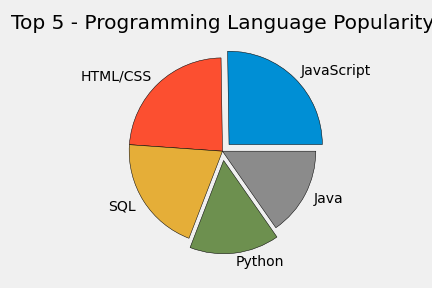 Top 5 - Programming Language Popularity
HTML/CSS
JavaScript
SQL
Java
Python